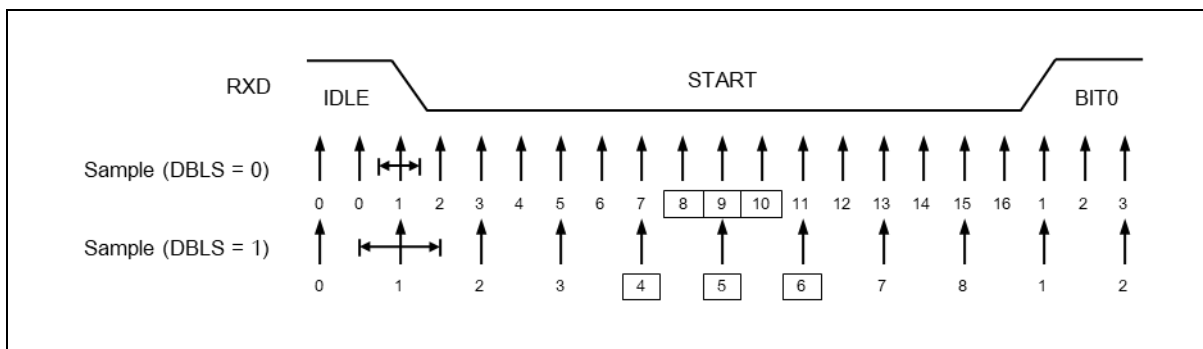 START
RXD
IDLE
BIT0
Sample (DBLS = 0)
0 0 1 2 3 4 5 6 7 8 9 10 11 12 13 14 15 16 1 2 3
Sample (DBLS = 1)
0 1 2 3 4 5 6 7 8 1 2